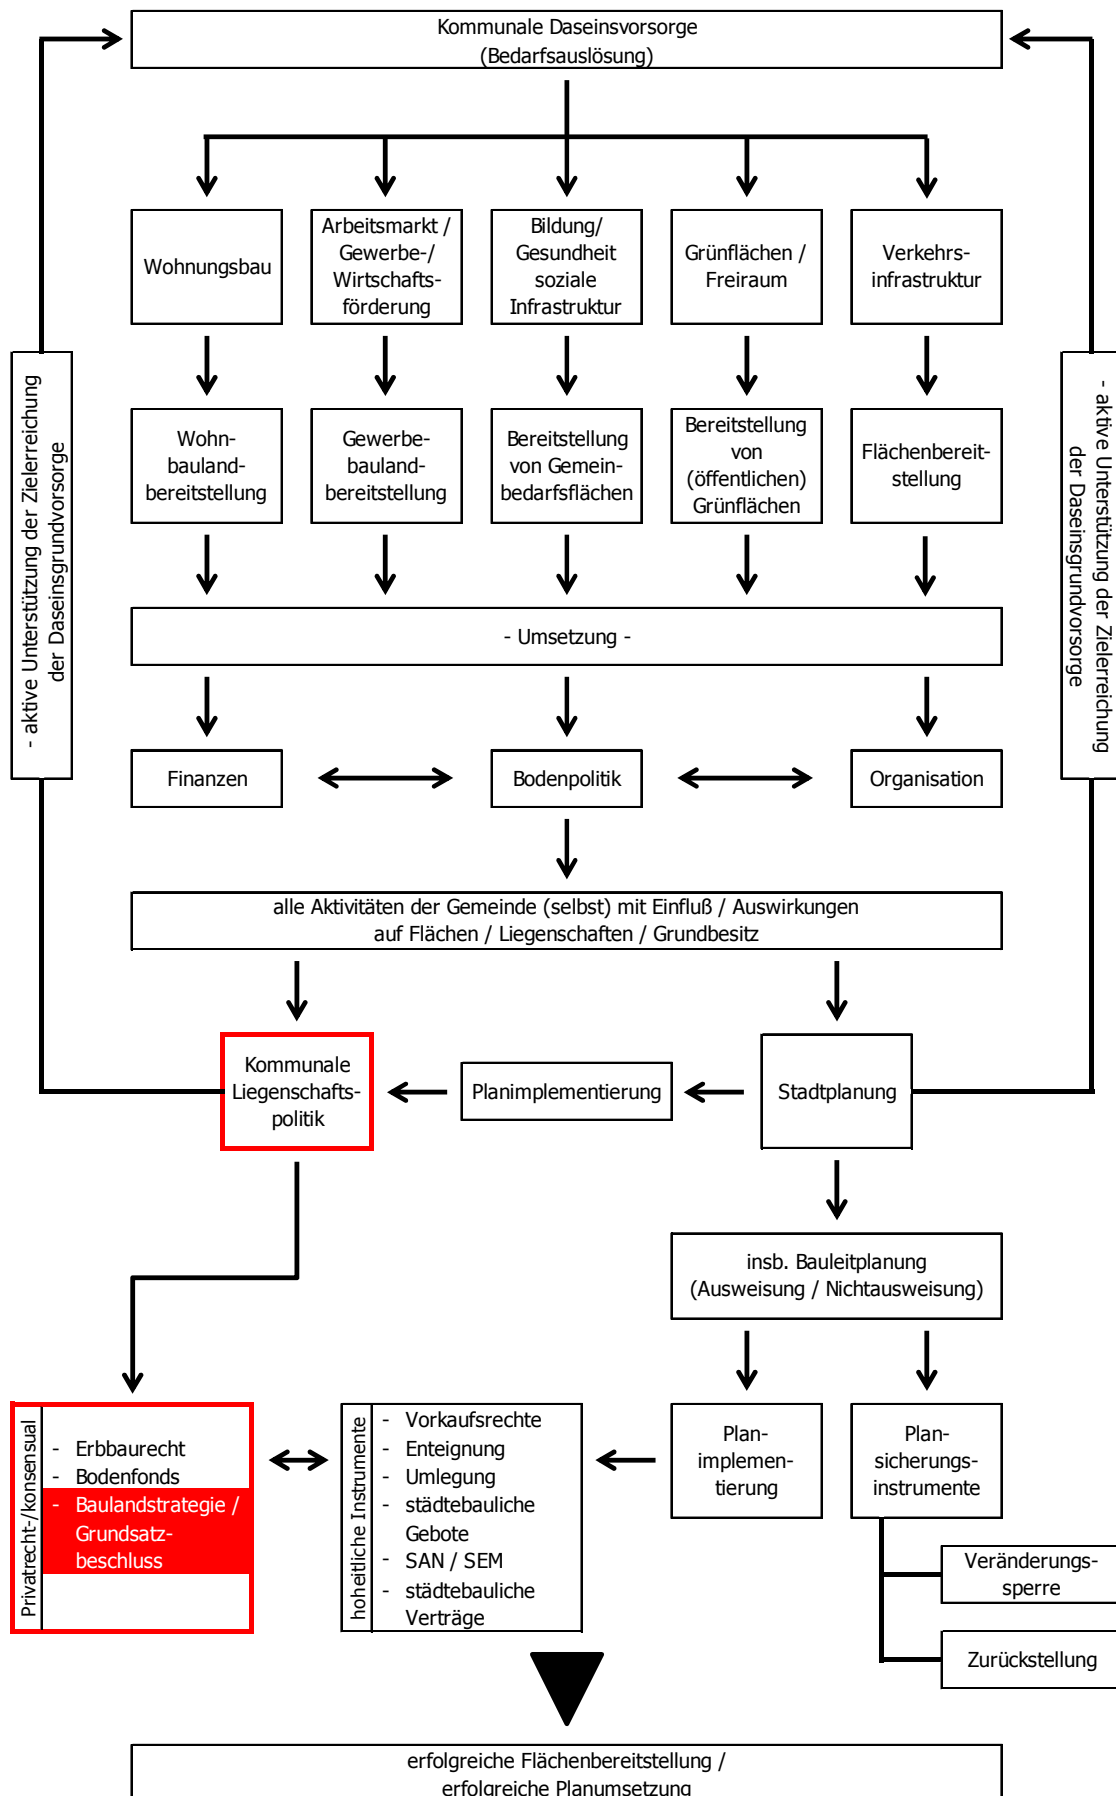 Kommunale Daseinsvorsorge
(Bedarfsauslösung)
Wohnungsbau
Arbeitsmarkt /
Gewerbe-/
Wirtschafts-
förderung
Bildung/
Gesundheit
soziale
Infrastruktur
Grünflächen /
Freiraum
Verkehrs-
infrastruktur
- aktive Unterstützung der Zielerreichung
der Daseinsgrundvorsorge
- aktive Unterstützung der Zielerreichung
der Daseinsgrundvorsorge
Wohn-
bauland-
bereitstellung
Gewerbe-
bauland-
bereitstellung
Bereitstellung
von Gemein-
bedarfsflächen
Bereitstellung
von
(öffentlichen)
Grünflächen
Flächenbereit-
stellung
- Umsetzung -
Finanzen
Bodenpolitik
Organisation
alle Aktivitäten der Gemeinde (selbst) mit Einfluß / Auswirkungen
auf Flächen / Liegenschaften / Grundbesitz
Kommunale
Liegenschafts-
politik
Planimplementierung
Stadtplanung
insb. Bauleitplanung
(Ausweisung / Nichtausweisung)
Privatrecht-/konsensual
- Erbbaurecht
- Bodenfonds
- Baulandstrategie /
Grundsatz-
beschluss
hoheitliche Instrumente
- Vorkaufsrechte
- Enteignung
- Umlegung
- städtebauliche
Gebote
- SAN / SEM
- städtebauliche
Verträge
Plan-
implemen-
tierung
Plan-
sicherungs-
instrumente
Veränderungs-
sperre
Zurückstellung
erfolgreiche Flächenbereitstellung /
erfolgreiche Planumsetzung